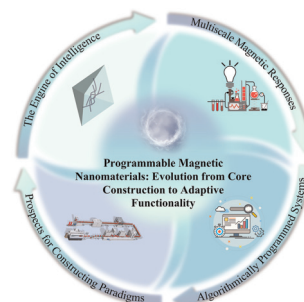 The Engine of Intelligence
Multiscale Magnetic Responses
Programmable Magnetic
Nanomaterials: Evolution from Core
Construction to Adaptive
Functionality
Prospects for Constructing Paradigms
Algorithmically Programmed Systems